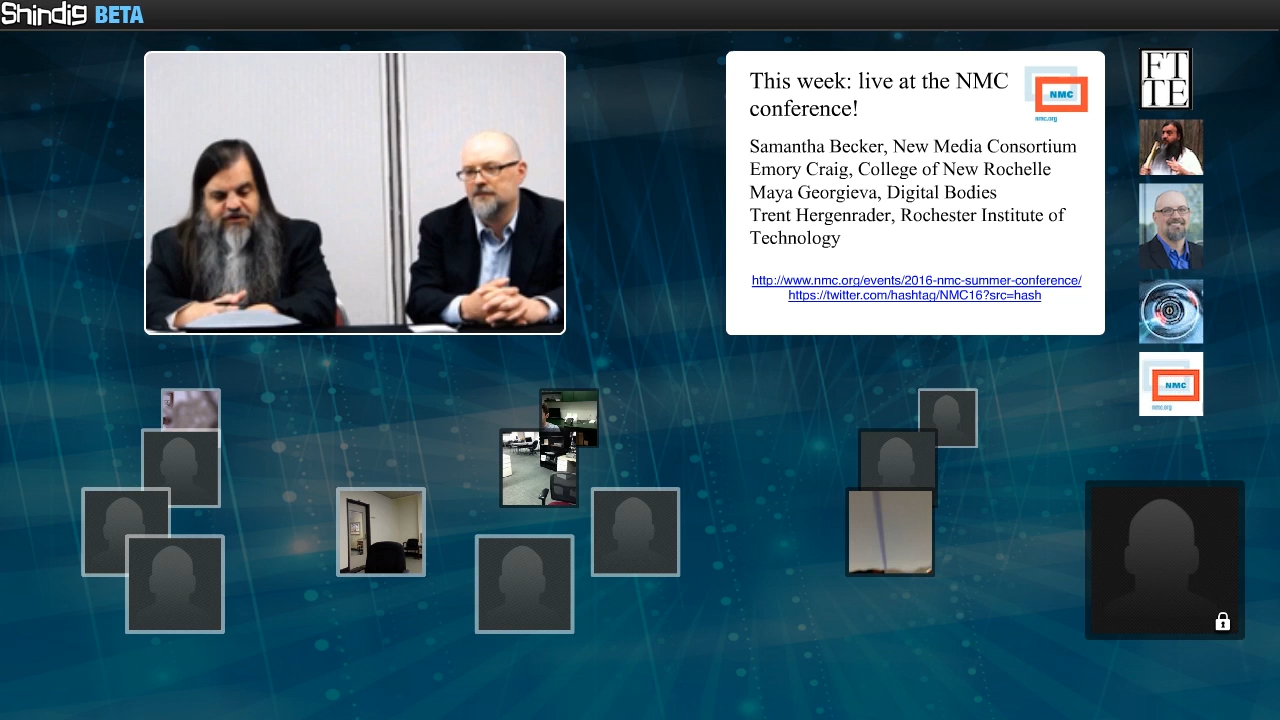 Shindig BETA
This week: live at the NMC
conference!
NMC
nmc.org
Samantha Becker, New Media Consortium
Emory Craig, College of New Rochelle
Maya Georgieva, Digital Bodies
Trent Hergenrader, Rochester Institute of
Technology
http://www.nmc.org/events/2016-nmc-summer-conference/
https://twitter.com/hashtag/NMC16?src=hash
FT
TE
NMC
nmc.org